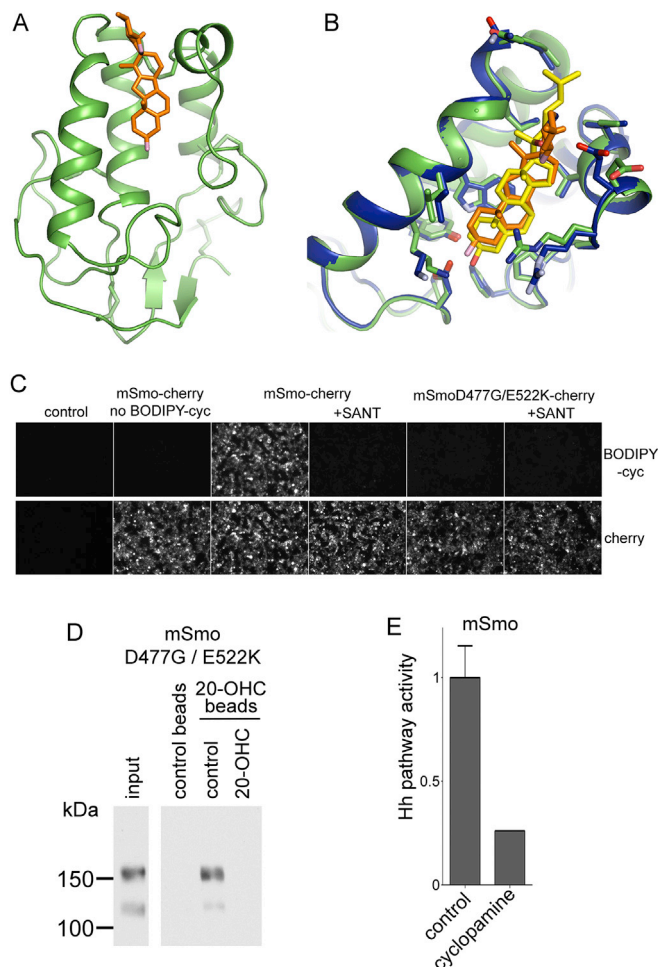 A
B
C
control
mSmo-cherry
no BODIPY-cyc
mSmo-cherry
+SANT
mSmoD477G/E522K-cherry
+SANT
BODIPY
-cyc
cherry
D
mSmo
D477G / E522K
20-OHC
beads
input
control beads
control
20-OHC
kDa
150
100
E
mSmo
Hh pathway activity
1
0.5
0
control
cyclopamine